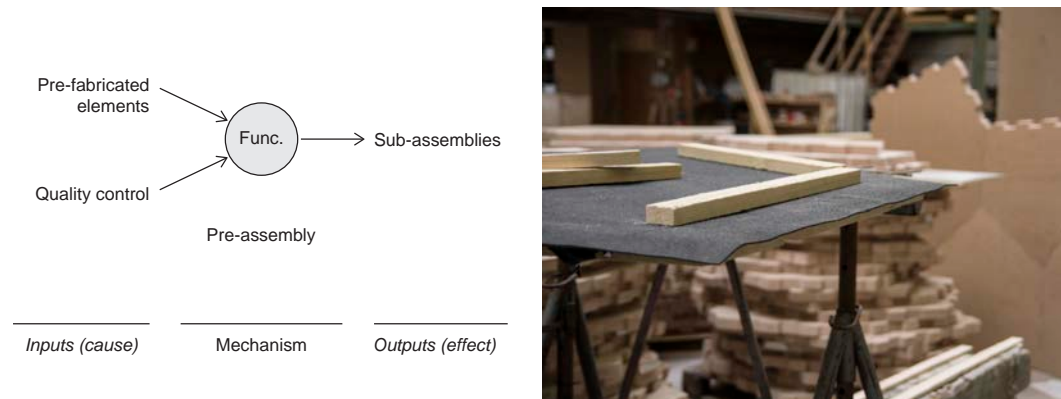 Pre-fabricated
elements
Func.
Sub-assemblies
Quality control
Pre-assembly
Inputs (cause)
Mechanism
Outputs (effect)